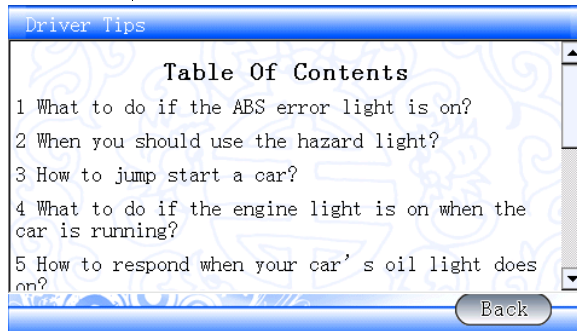 Driver Tips
Table Of Contents
1 What to do if the ABS error light is on?
2 When you should use the hazard light?
3 How to jump start a car?
4 What to do if the engine light is on when the
car is running?
5 How to respond when your car's oil light does
on?
Back